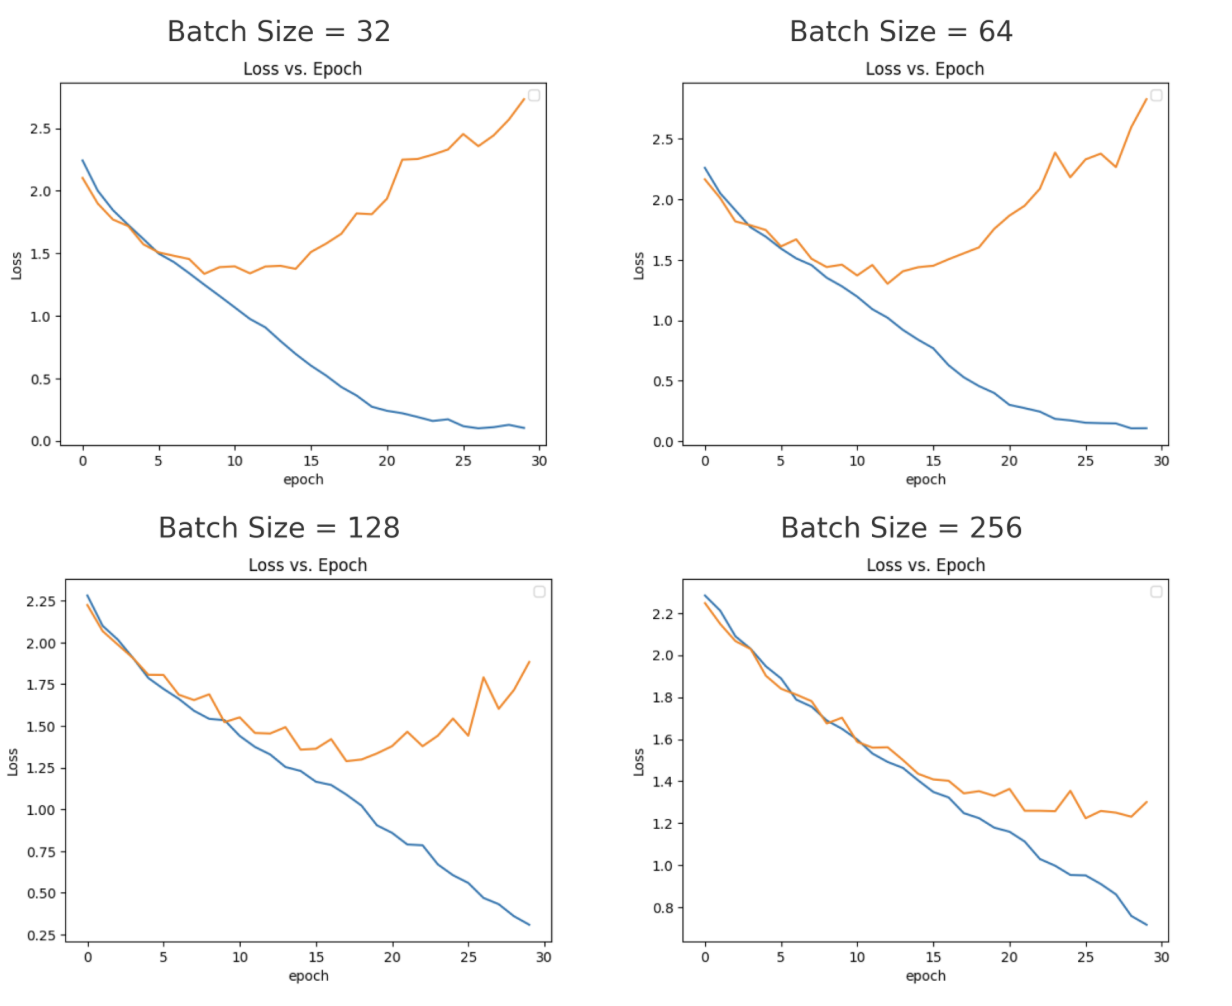 Batch Size = 32
Loss vs. Epoch
2.5
2.0
1.5
1.0
0.5
0.0
Loss
0 5 10 15 20 25 30
epoch
Batch Size = 64
Loss vs. Epoch
2.5
2.0
1.5
1.0
0.5
0.0
Loss
0 5 10 15 20 25 30
epoch
Batch Size = 128
Loss vs. Epoch
2.25
2.00
1.75
1.50
1.25
1.00
0.75
0.50
0.25
Loss
0 5 10 15 20 25 30
epoch
Batch Size = 256
Loss vs. Epoch
2.2
2.0
1.8
1.6
1.4
1.2
1.0
0.8
Loss
0 5 10 15 20 25 30
epoch